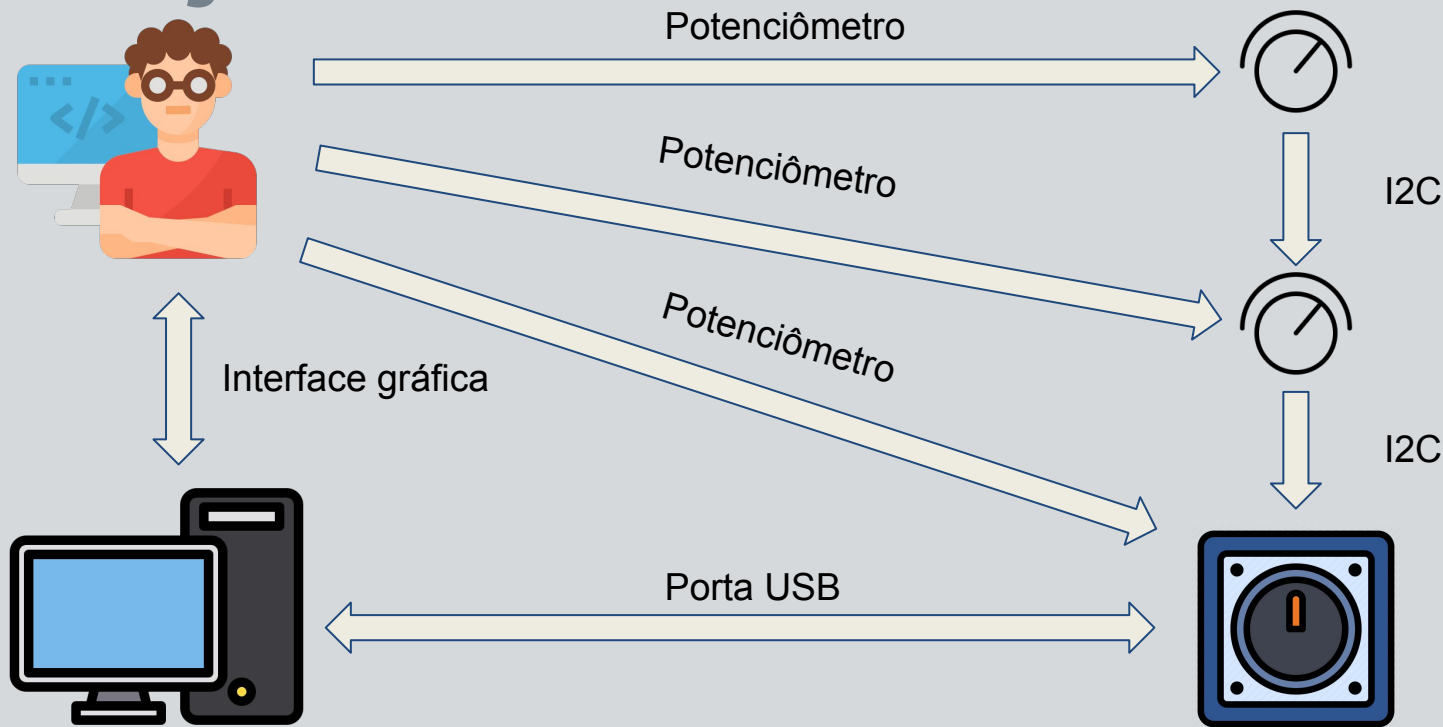 Potenciômetro
Potenciômetro
I2C
Potenciômetro
Interface gráfica
I2C
Porta USB